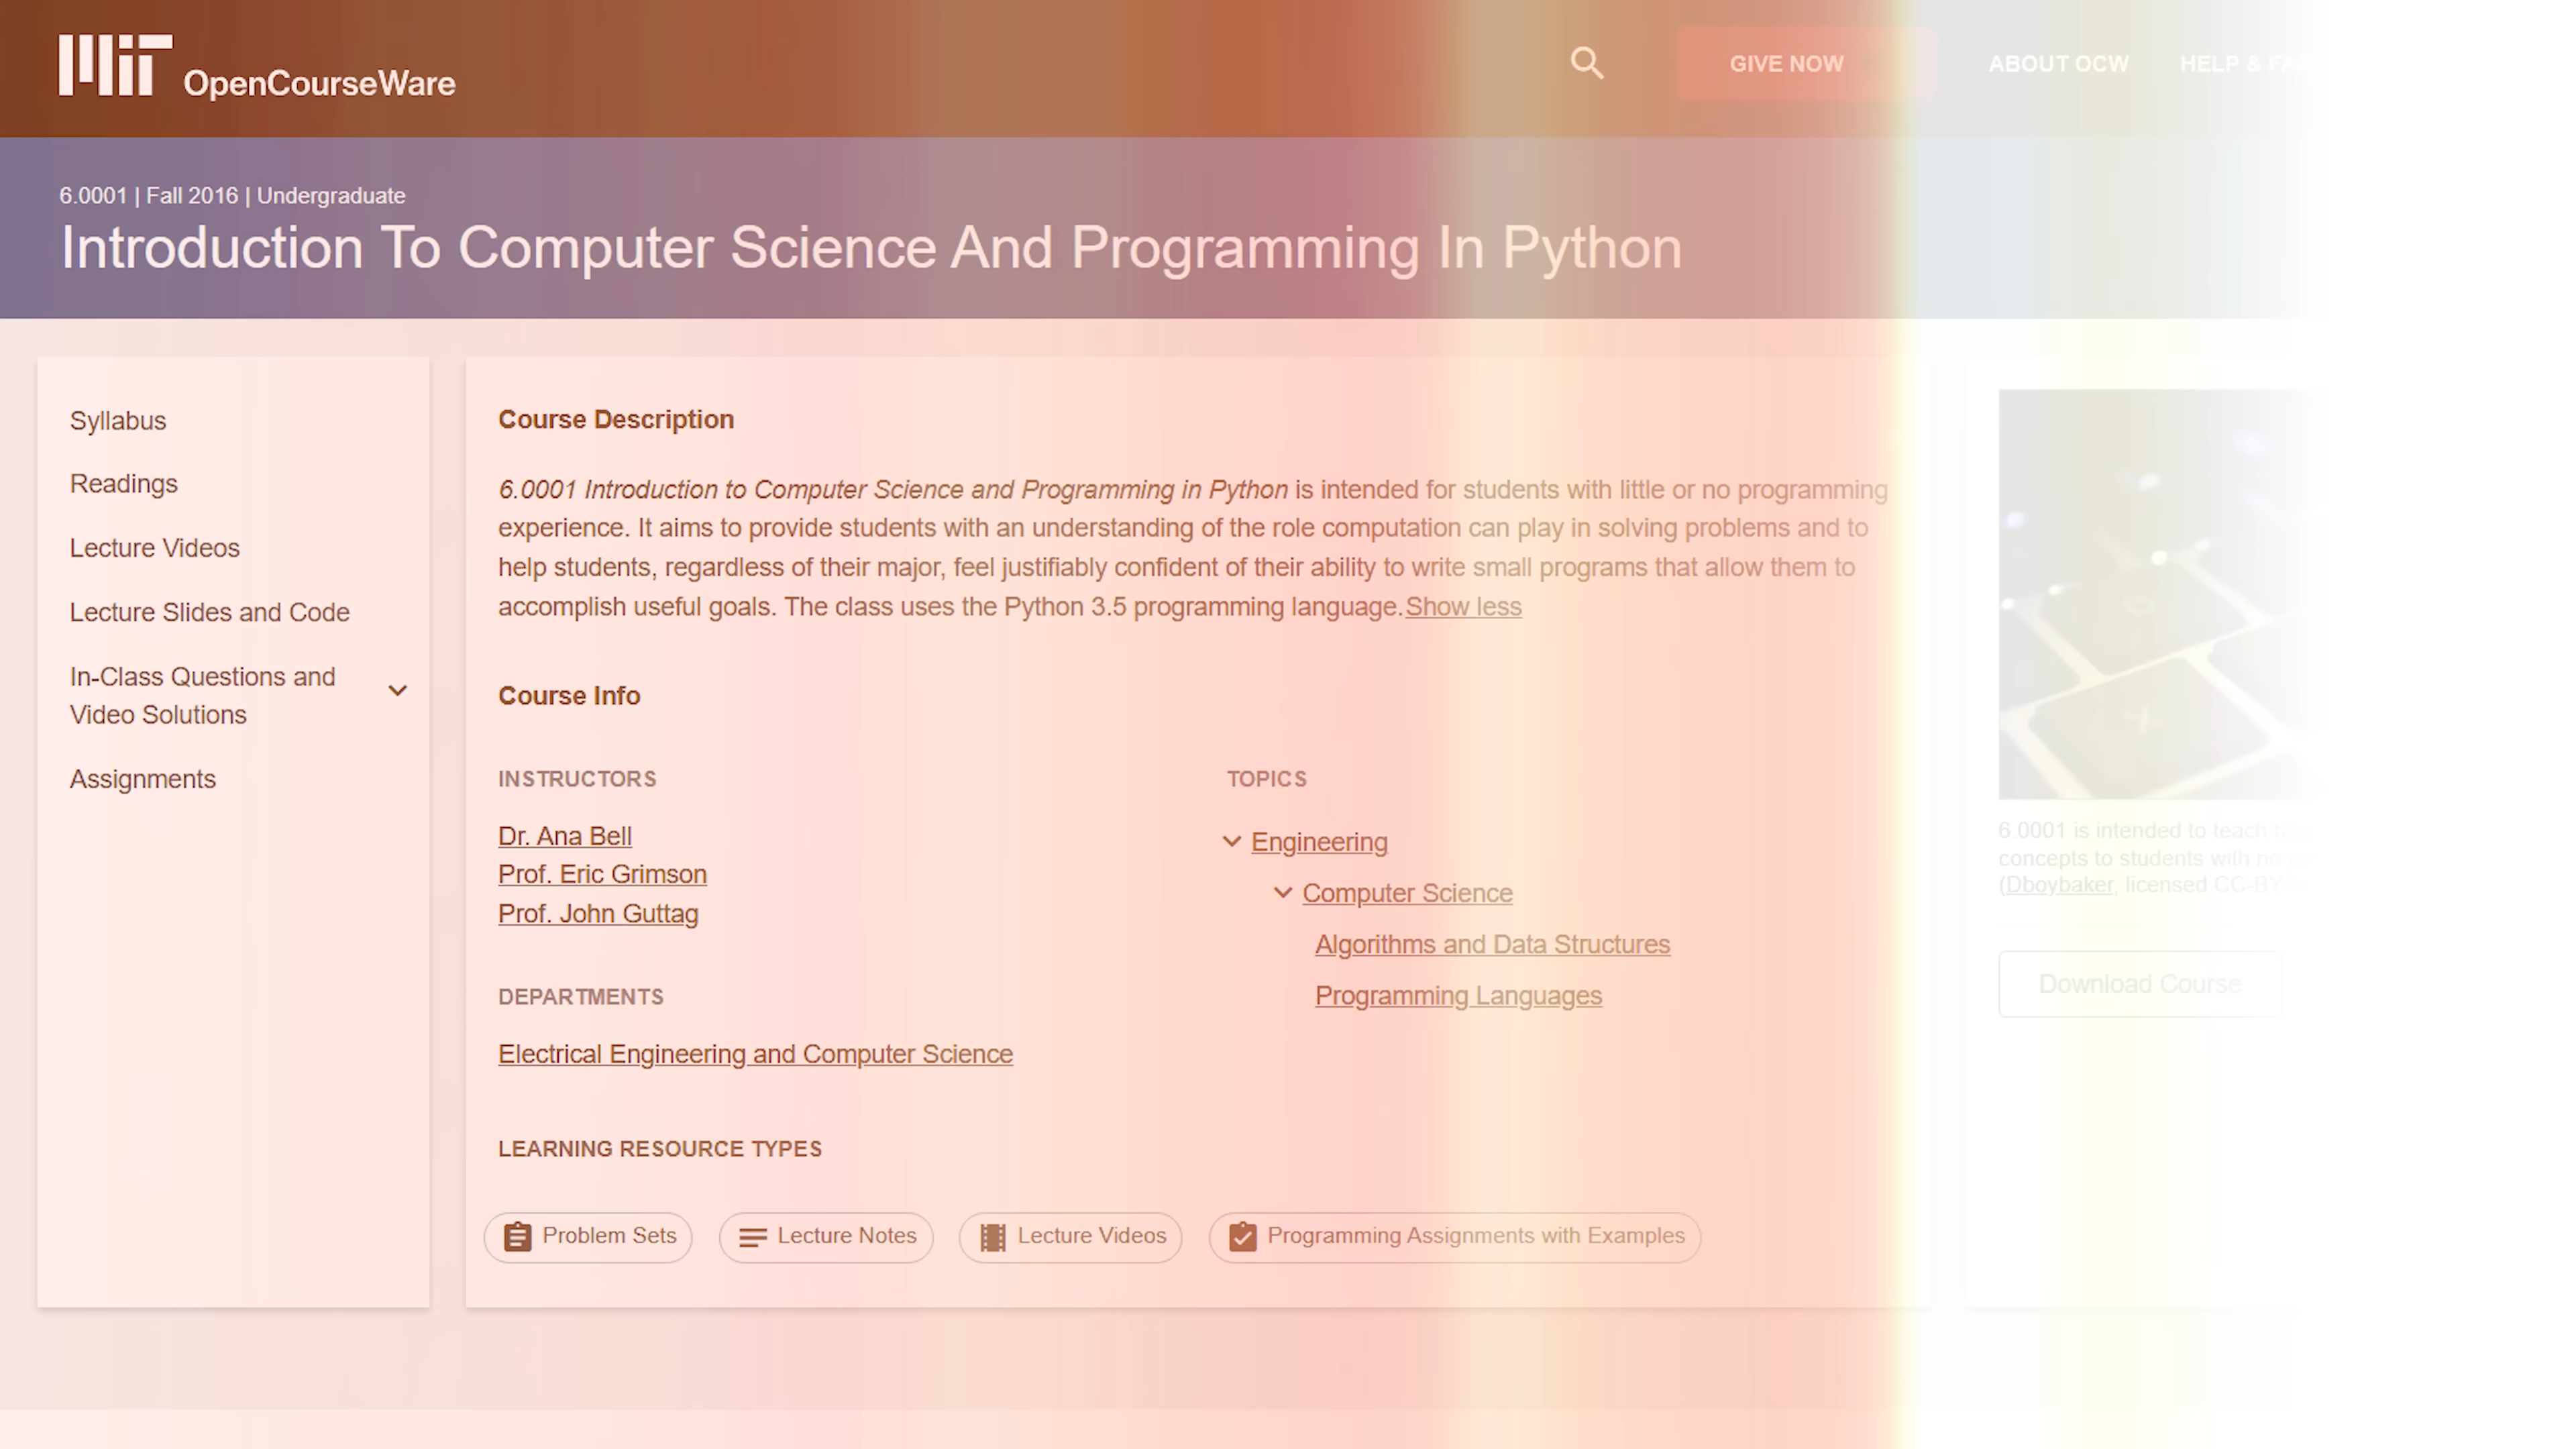 MIT OpenCourseWare
GIVE NOW
ABOUT OCW
HELP &
6.0001 | Fall 2016 | Undergraduate
Introduction To Computer Science And Programming In Python
Syllabus
Readings
Lecture Videos
Lecture Slides and Code
In-Class Questions and
Video Solutions
Assignments
Course Description
6.0001 Introduction to Computer Science and Programming in Python is intended for students with little or no programming
experience. It aims to provide students with an understanding of the role computation can play in solving problems and to
help students, regardless of their major, feel justifiably confident of their ability to write small programs that allow them to
accomplish useful goals. The class uses the Python 3.5 programming language.Show less
Course Info
INSTRUCTORS
Dr. Ana Bell
Prof. Eric Grimson
Prof. John Guttag
DEPARTMENTS
Electrical Engineering and Computer Science
TOPICS
Engineering
Computer Science
Algorithms and Data Structures
Programming Languages
LEARNING RESOURCE TYPES
Problem Sets
Lecture Notes
Lecture Videos
Programming Assignments with Examples
6.0001 is intended to teach
concepts to students with no
(Dboybaker, licensed
Download Course